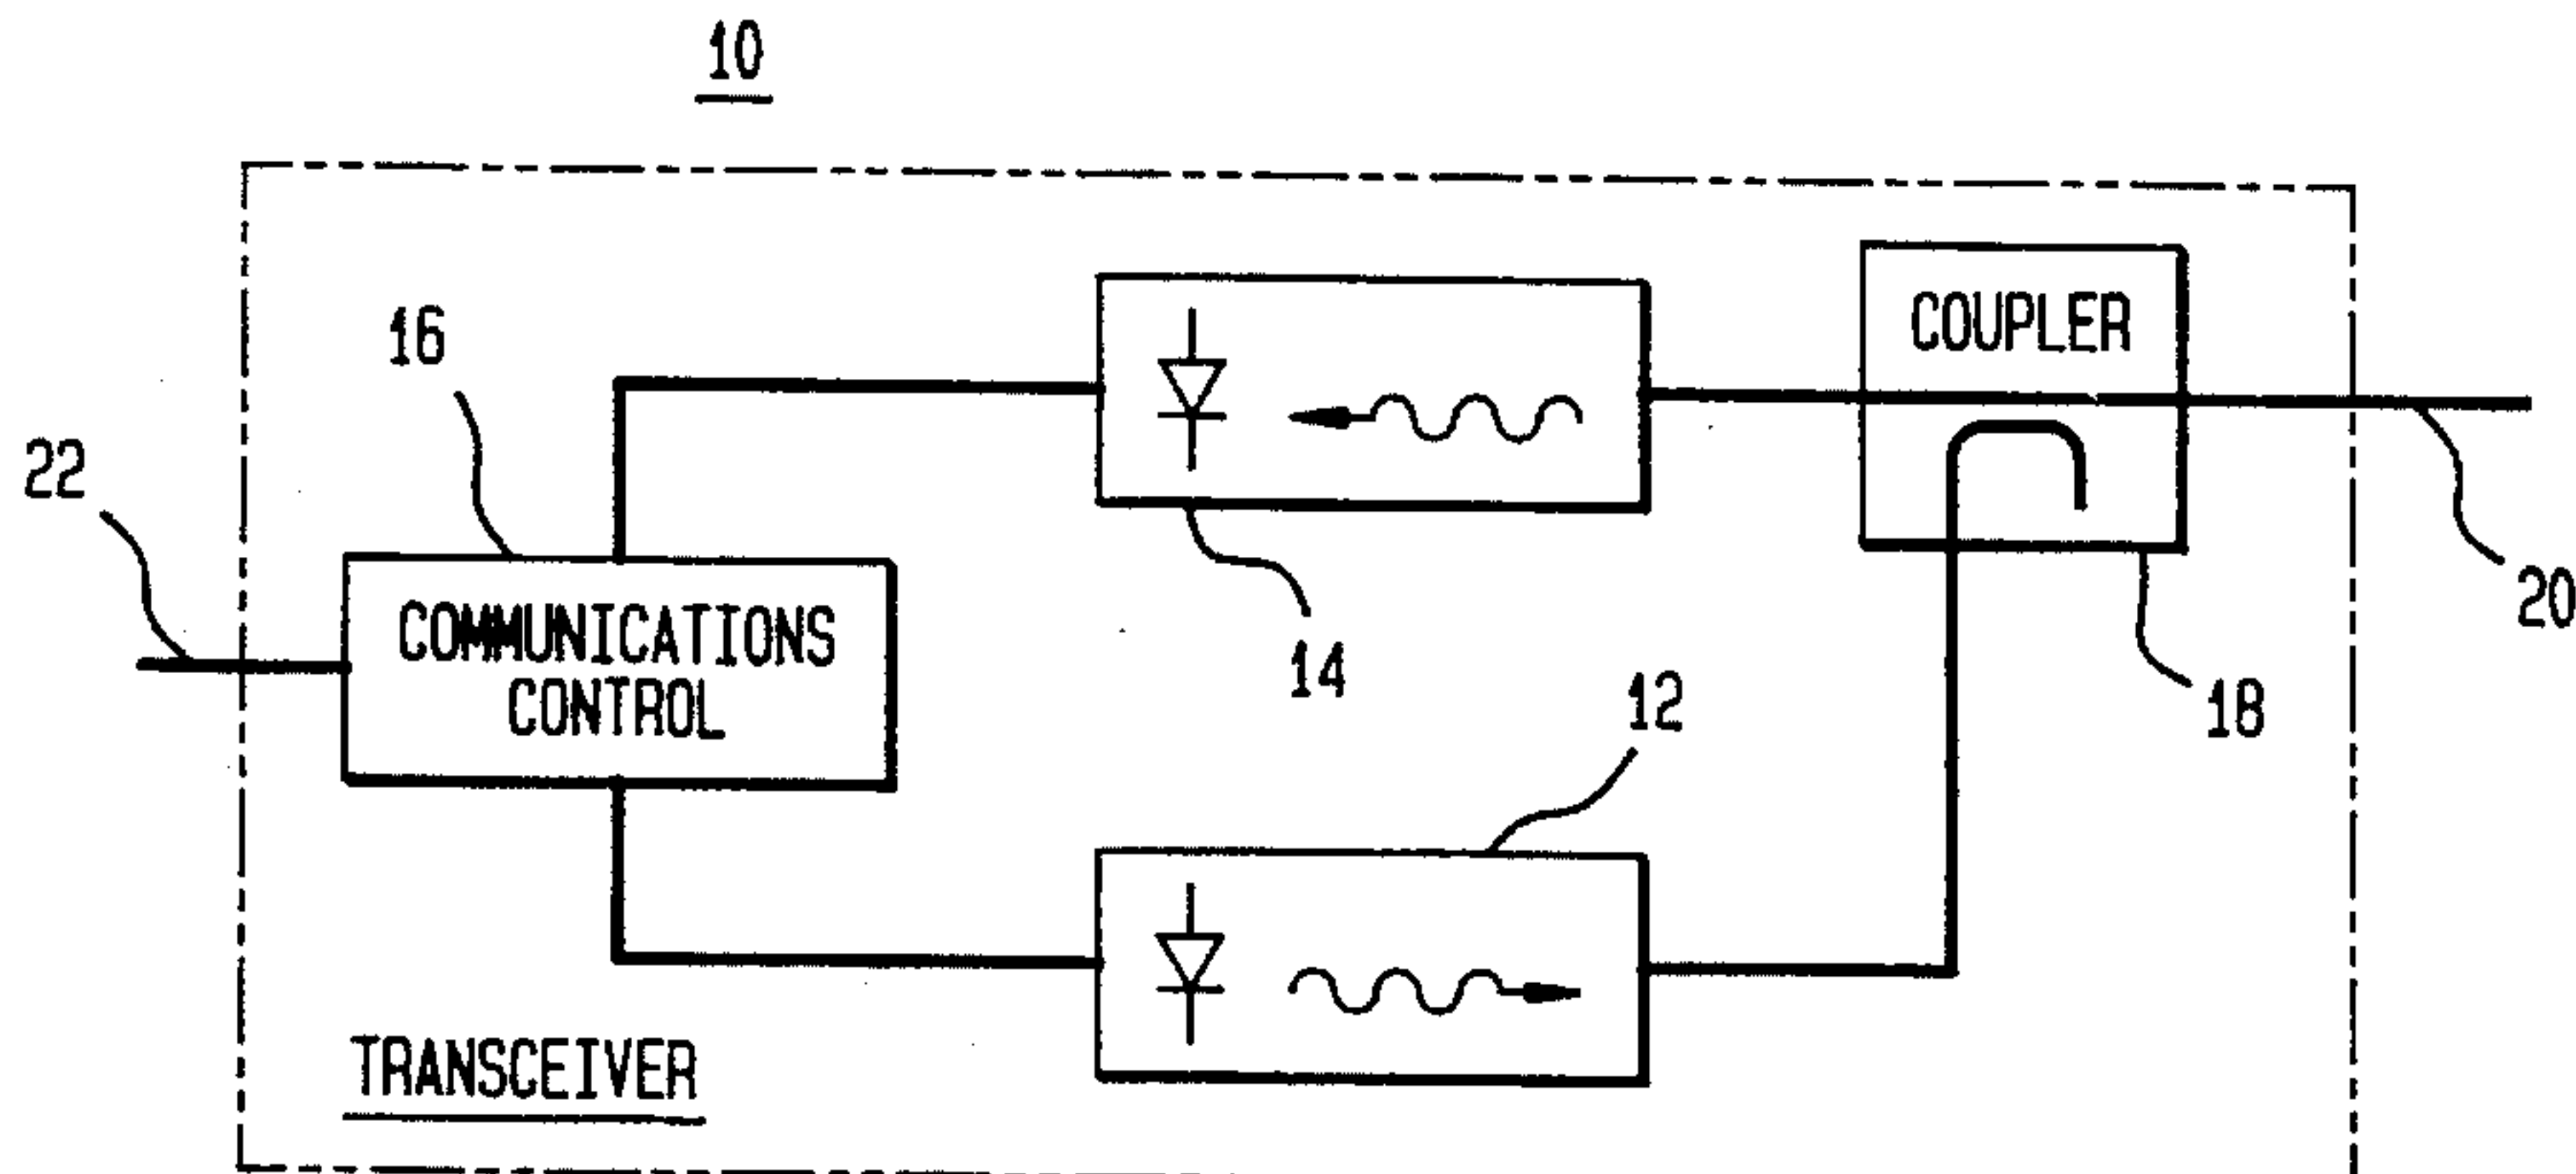 10
16
COUPLER
22
COMMUNICATIONS
CONTROL
14
20
12
18
TRANSCEIVER